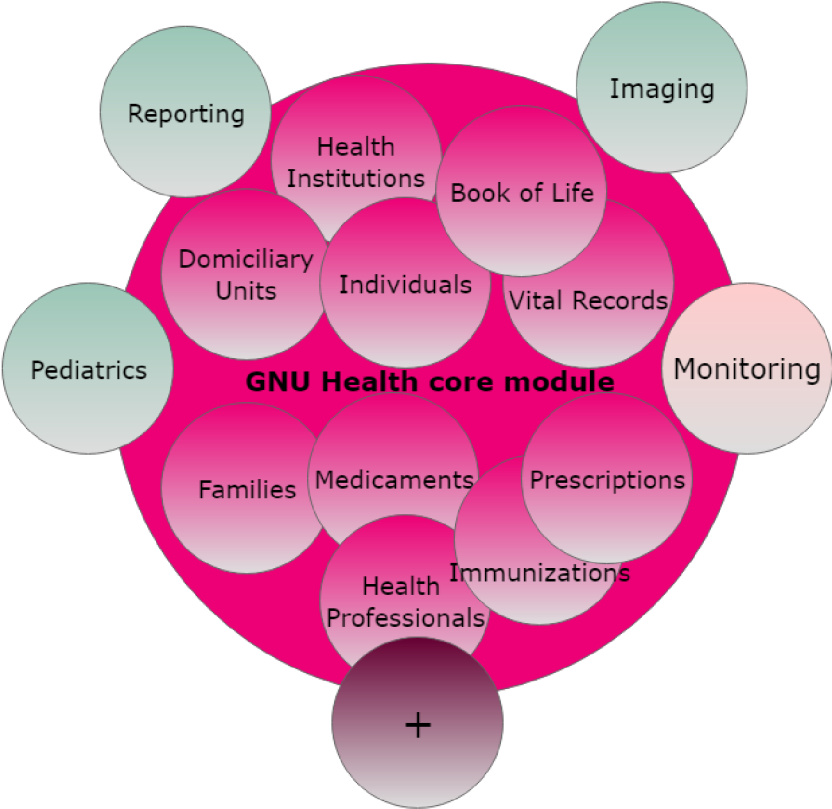 Imaging
Reporting
Health
Institutions
Book of Life
Domiciliary
Units
Individuals
Vital Records
Pediatrics
GNU Health core module
Monitoring
Families
Medicaments
Prescriptions
Immunizations
Health
Professionals
+